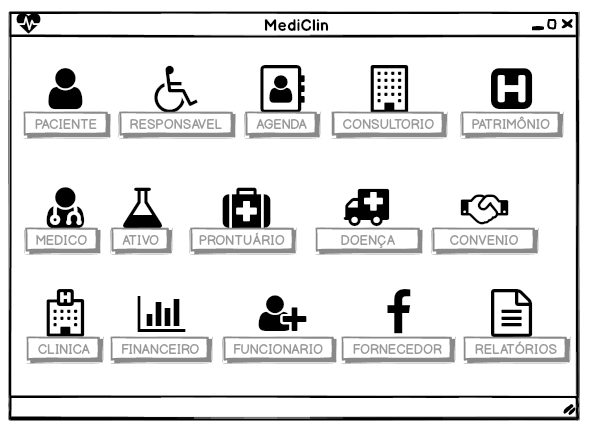 MediClin
PACIENTE RESPONSAVEL AGENDA CONSULTORIO PATRIMÔNIO
MEDICO ATIVO PRONTUÁRIO DOENÇA CONVENIO
CLINICA FINANCEIRO FUNCIONARIO FORNECEDOR RELATÓRIOS